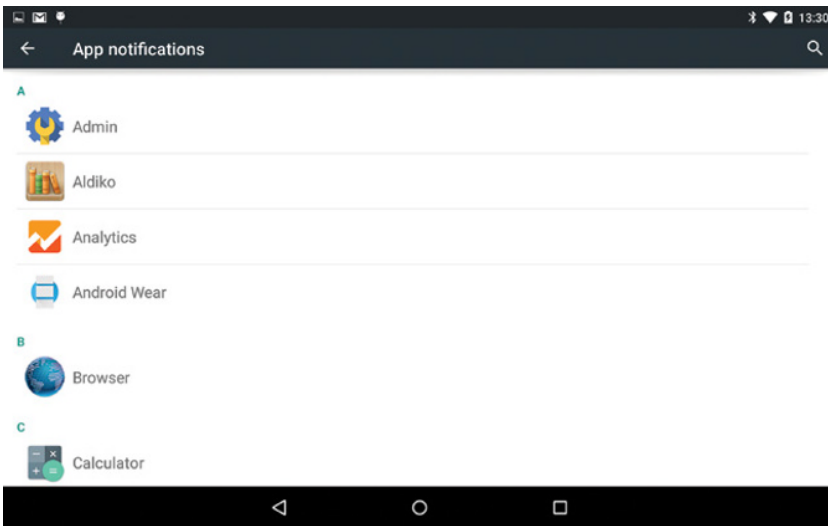 13:30
App notifications
A
Admin
Aldiko
Analytics
Android Wear
B
Browser
C
Calculator